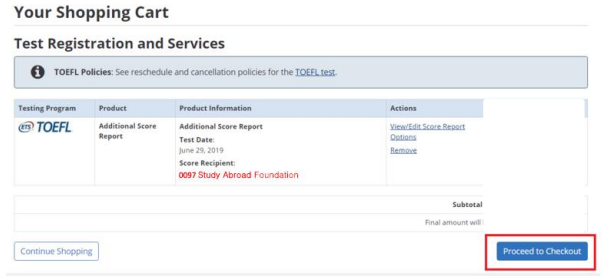 Your Shopping Cart
Test Registration and Services
TOEFL Policies: See reschedule and cancellation policies for the TOEFL test.
Testing Program Product Product Information Actions
ETS TOEFL Additional Score Report Additional Score Report View/Edit Score Report Options
Test Date:
June 29, 2019 Remove
Score Recipient:
0097 Study Abroad Foundation
Subtotal
Final amount will
Continue Shopping Proceed to Checkout